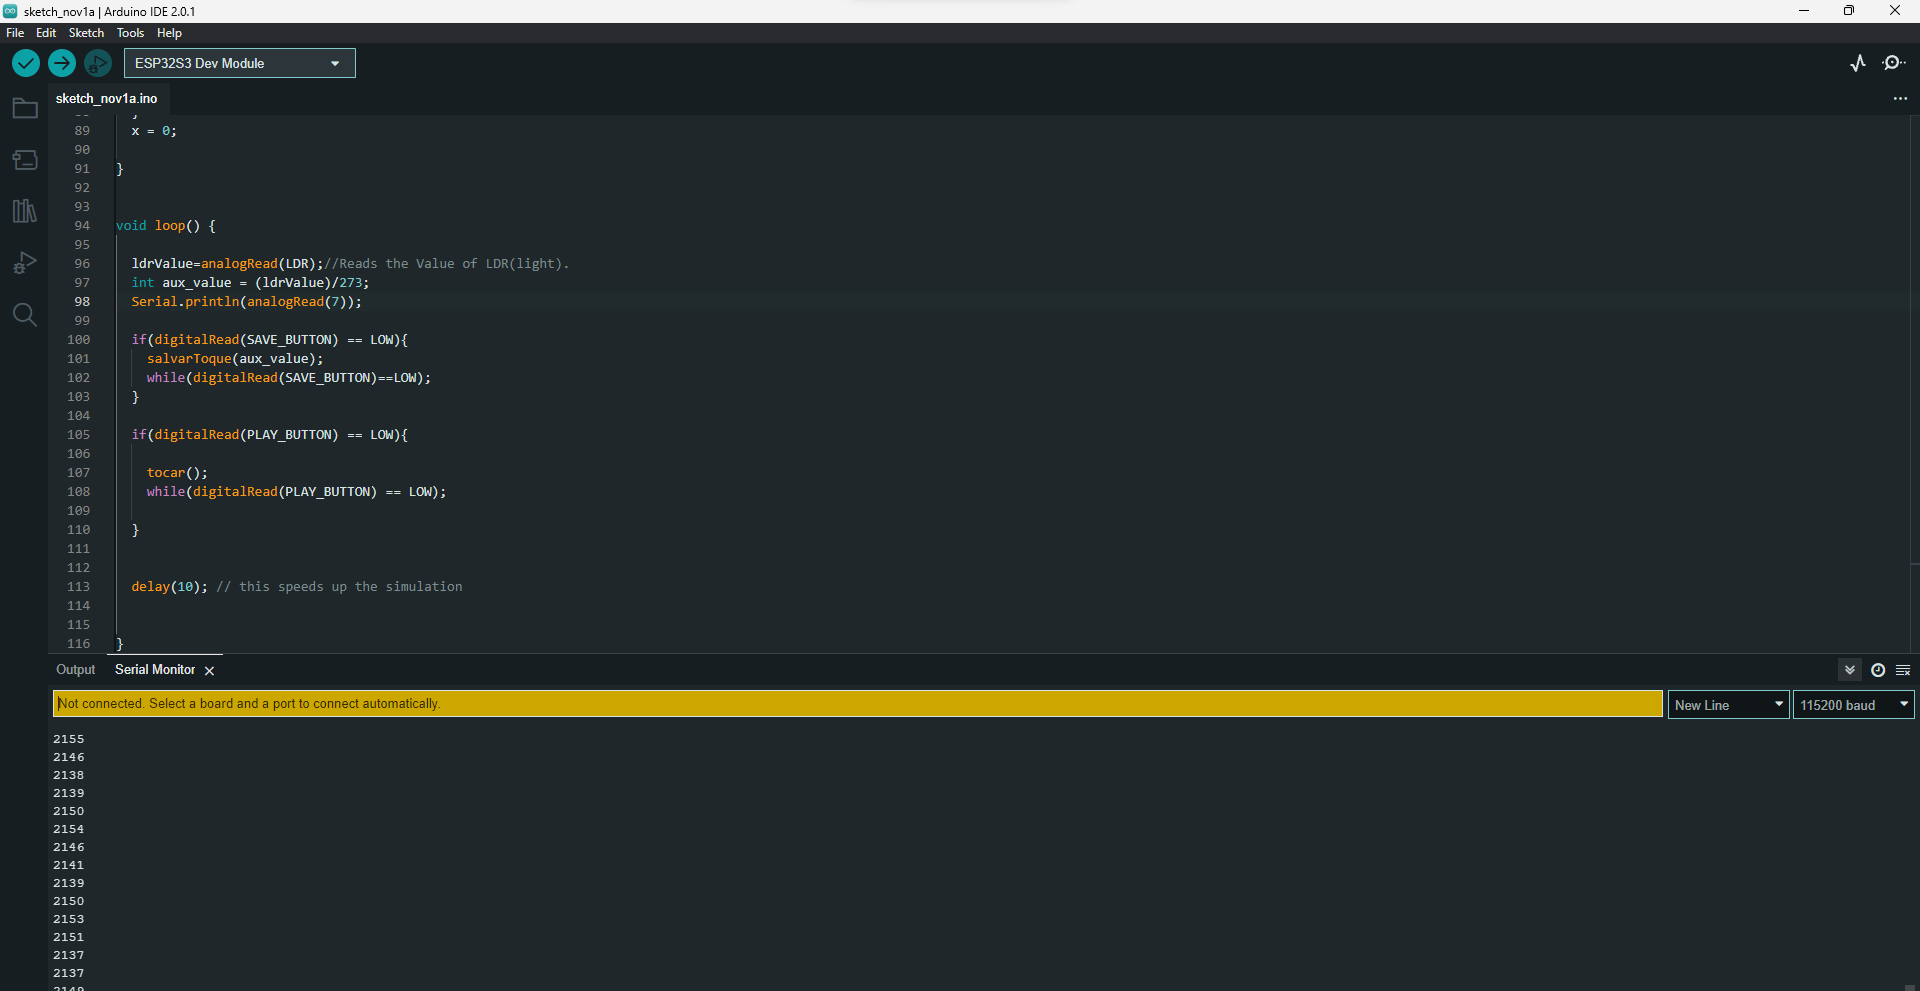 sketch_nov1a | Arduino IDE 2.0.1
File Edit Sketch Tools Help
ESP32S3 Dev Module
sketch_nov1a.ino
89 x = 0;
90
91 }
92
93
94 void loop() {
95
96 ldrValue=analogRead(LDR);//Reads the Value of LDR(light).
97 int aux_value = (ldrValue)/273;
98 Serial.println(analogRead(7));
99
100 if(digitalRead(SAVE_BUTTON) == LOW){
101 salvarToque(aux_value);
102 while(digitalRead(SAVE_BUTTON)==LOW);
103 }
104
105 if(digitalRead(PLAY_BUTTON) == LOW){
106
107 tocar();
108 while(digitalRead(PLAY_BUTTON) == LOW);
109
110 }
111
112
113 delay(10); // this speeds up the simulation
114
115
116 }
Output Serial Monitor
Not connected. Select a board and a port to connect automatically.
New Line 115200 baud
2155
2146
2138
2139
2150
2154
2146
2141
2139
2150
2153
2151
2137
2137